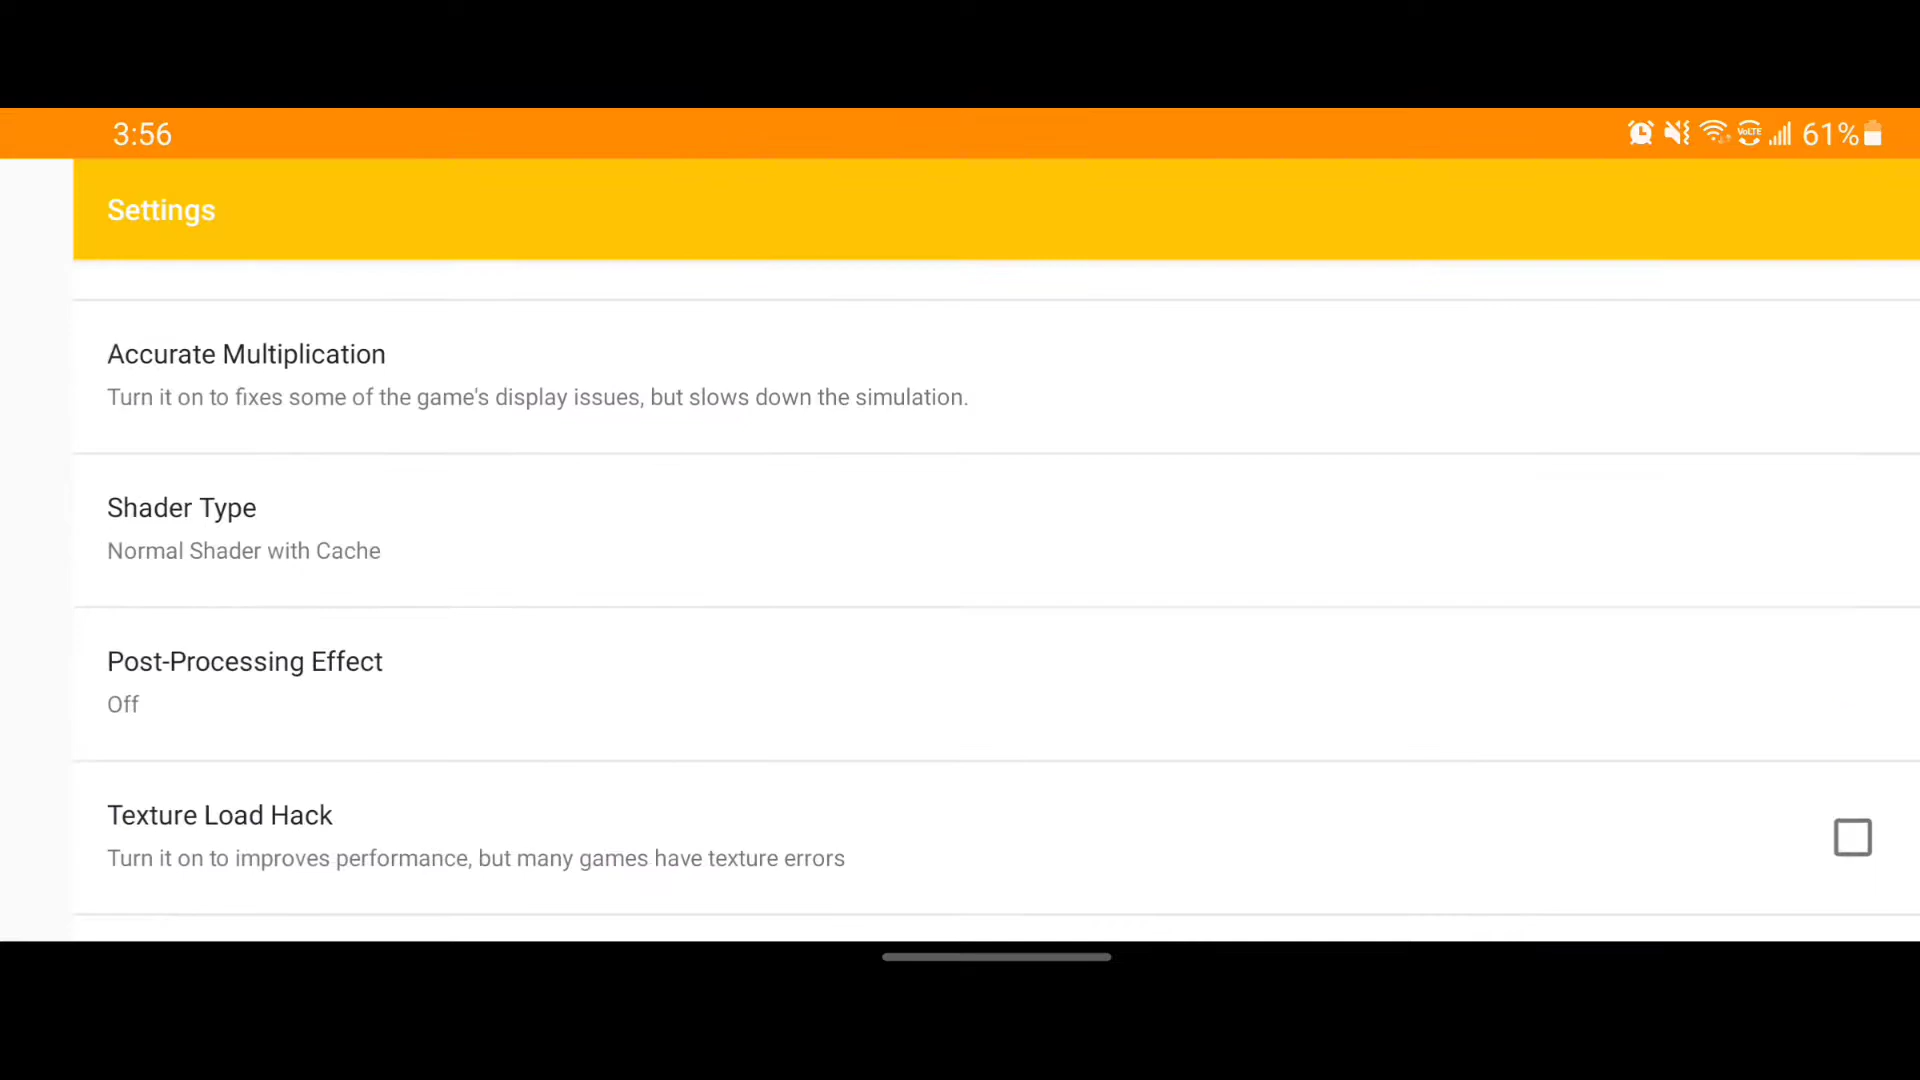 3:56
VoLTE
61%
Settings
Accurate Multiplication
Turn it on to fixes some of the game's display issues, but slows down the simulation.
Shader Type
Normal Shader with Cache
Post-Processing Effect
Off
Texture Load Hack
Turn it on to improves performance, but many games have texture errors